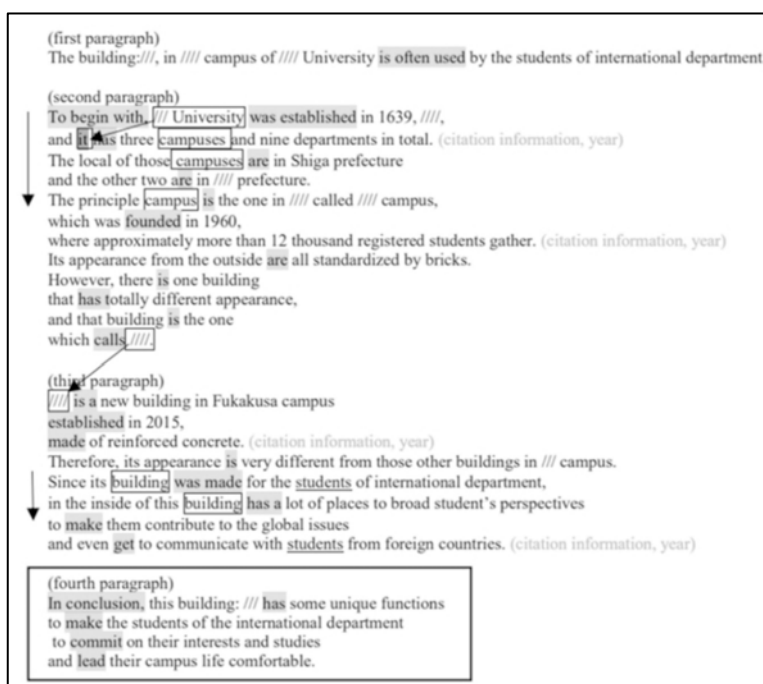 (first paragraph)
The building:///, in //// campus of //// University is often used by the students of international department
(second paragraph)
To begin with, /// University was established in 1639, ////,
and it has three campuses and nine departments in total. (citation information, year)
The local of those campuses are in Shiga prefecture
and the other two are in //// prefecture.
The principle campus is the one in //// called //// campus,
which was founded in 1960,
where approximately more than 12 thousand registered students gather. (citation information, year)
Its appearance from the outside are all standardized by bricks.
However, there is one building
that has totally different appearance,
and that building is the one
which calls ////.
(third paragraph)
//// is a new building in Fukakusa campus
established in 2015,
made of reinforced concrete. (citation information, year)
Therefore, its appearance is very different from those other buildings in /// campus.
Since its building was made for the students of international department,
in the inside of this building has a lot of places to broad student's perspectives
to make them contribute to the global issues
and even get to communicate with students from foreign countries. (citation information, year)
(fourth paragraph)
In conclusion, this building: /// has some unique functions
to make the students of the international department
to commit on their interests and studies
and lead their campus life comfortable.